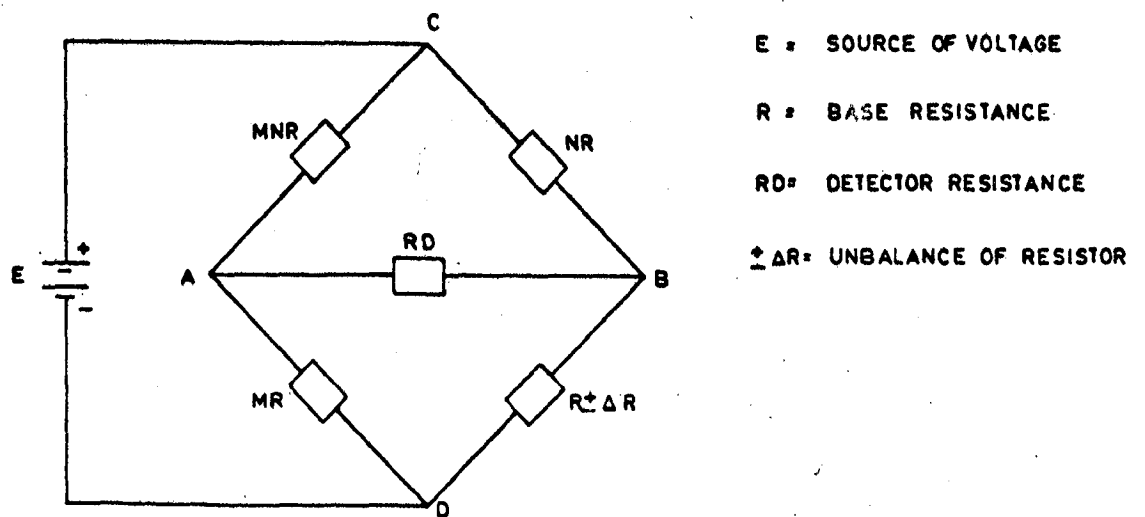 C
E = SOURCE OF VOLTAGE
MNR
NR
R = BASE RESISTANCE
RD
RD= DETECTOR RESISTANCE
E
+
-
A
B
± ΔR= UNBALANCE OF RESISTOR
MR
R± ΔR
D